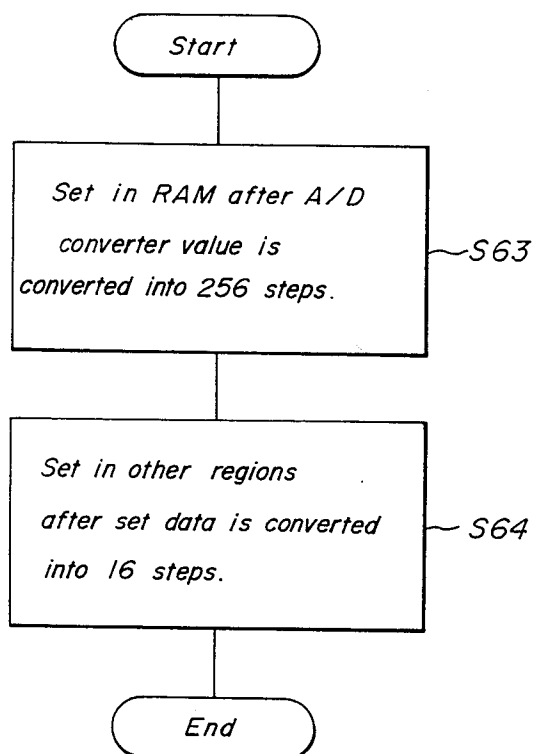 Start
Set in RAM after A/D
converter value is
converted into 256 steps.
S63
Set in other regions
after set data is converted
into 16 steps.
S64
End